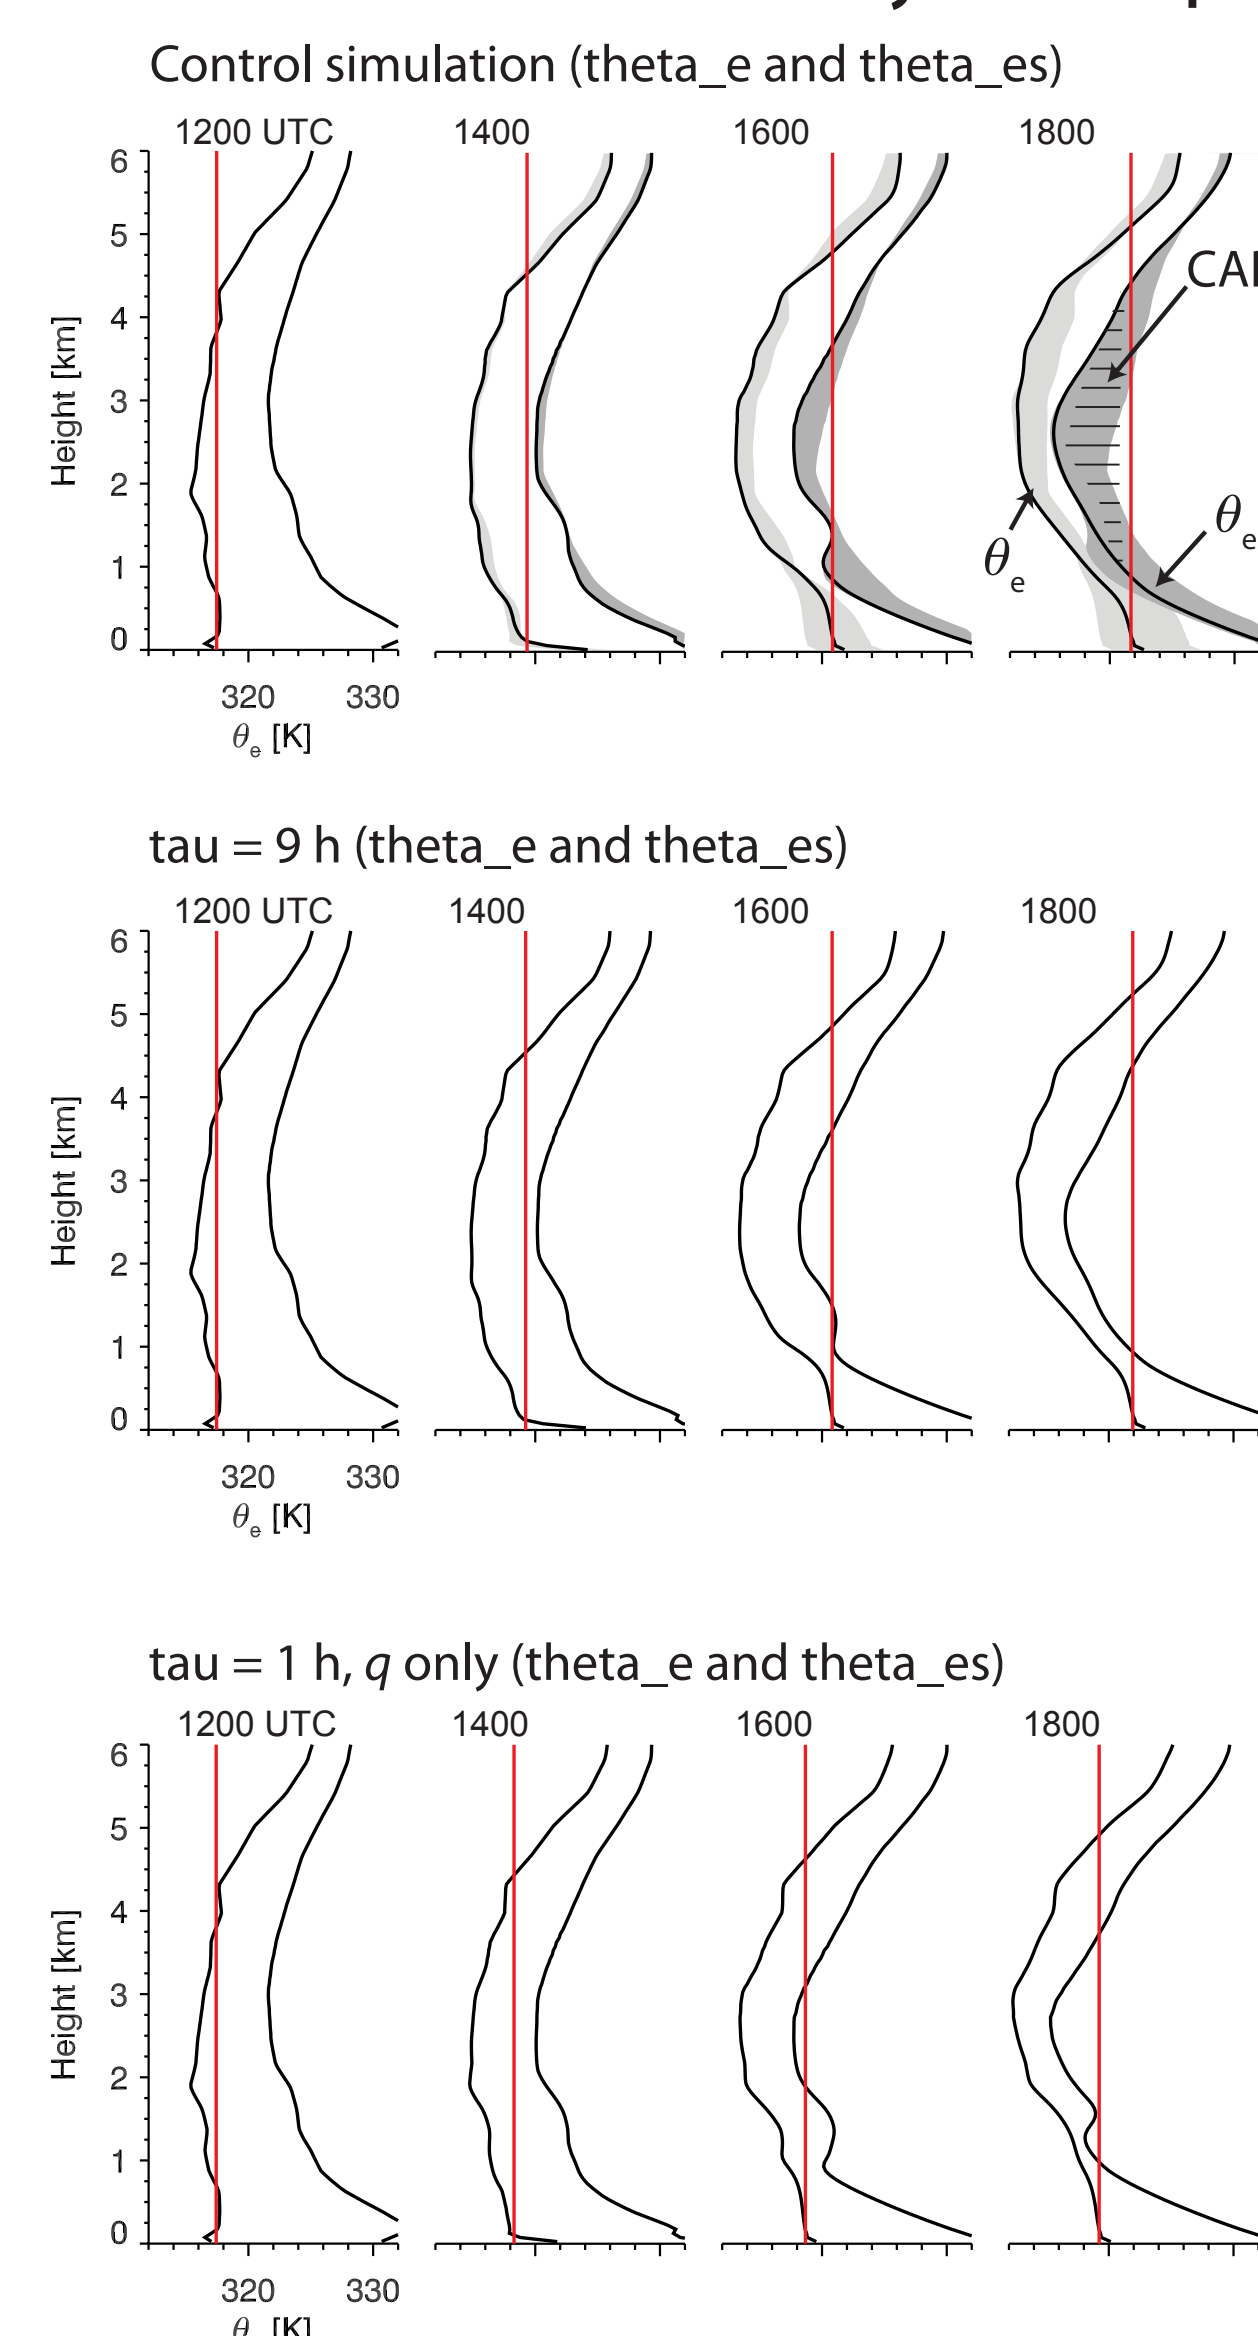 Control simulation (theta_e and theta_es)
1200 UTC 1400 1600 1800
6
5
4
3
2
1
0
Height [km]
θe
θe
320 330
θe [K]
tau = 9 h (theta_e and theta_es)
1200 UTC 1400 1600 1800
6
5
4
3
2
1
0
Height [km]
320 330
θe [K]
tau = 1 h, q only (theta_e and theta_es)
1200 UTC 1400 1600 1800
6
5
4
3
2
1
0
Height [km]
320 330
θ [K]